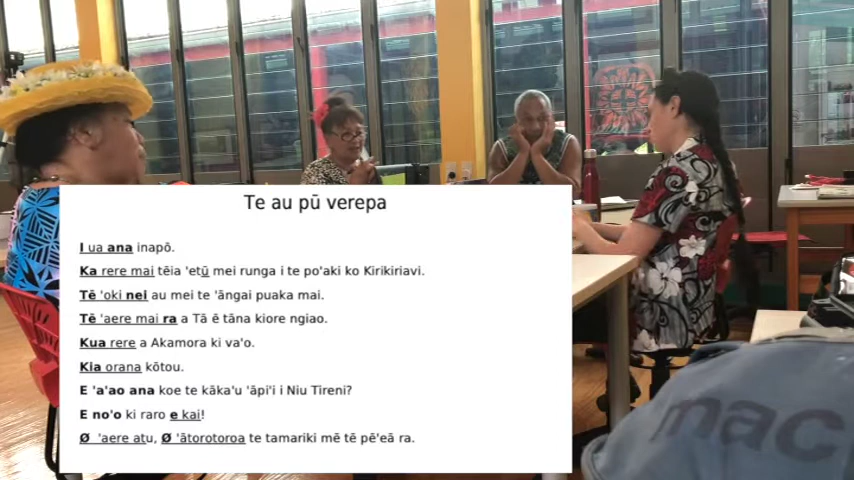 Te au pū verepa
I ua ana inapō.
Ka rere mai tēia 'etū mei runga i te po'aki ko Kirikiriavi.
Tē 'oki nei au mei te 'āngai puaka mai.
Tē 'aere mai ra a Tā ē tāna kiore ngiao.
Kua rere a Akamora ki va'o.
Kia orana kōtou.
E 'a'ao ana koe te kāka'u 'āpi'i i Niu Tireni?
E no'o ki raro e kai!
Ø 'aere atu, Ø 'ātorotoroa te tamariki mē tē pē'eā ra.
mac